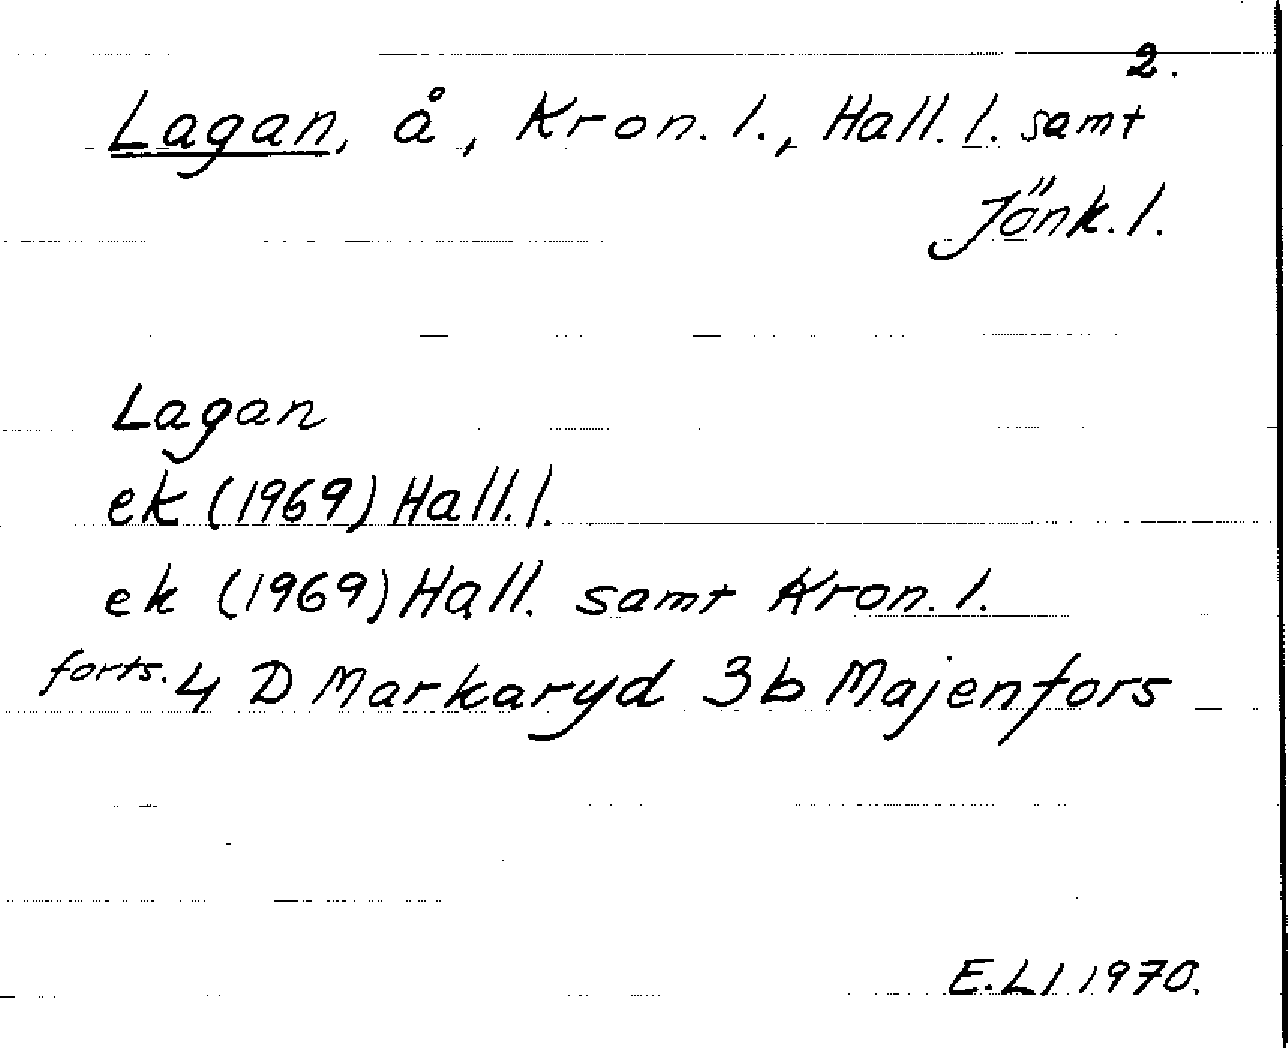 2.
Lagan, å, Kron. l., Hall. l. samt
Jönk. l.
Lagan
ek (1969) Hall. l.
ek (1969) Hall. samt Kron. l.
forts. 4 D Markaryd 3b Majenfors
E. Ll 1970.